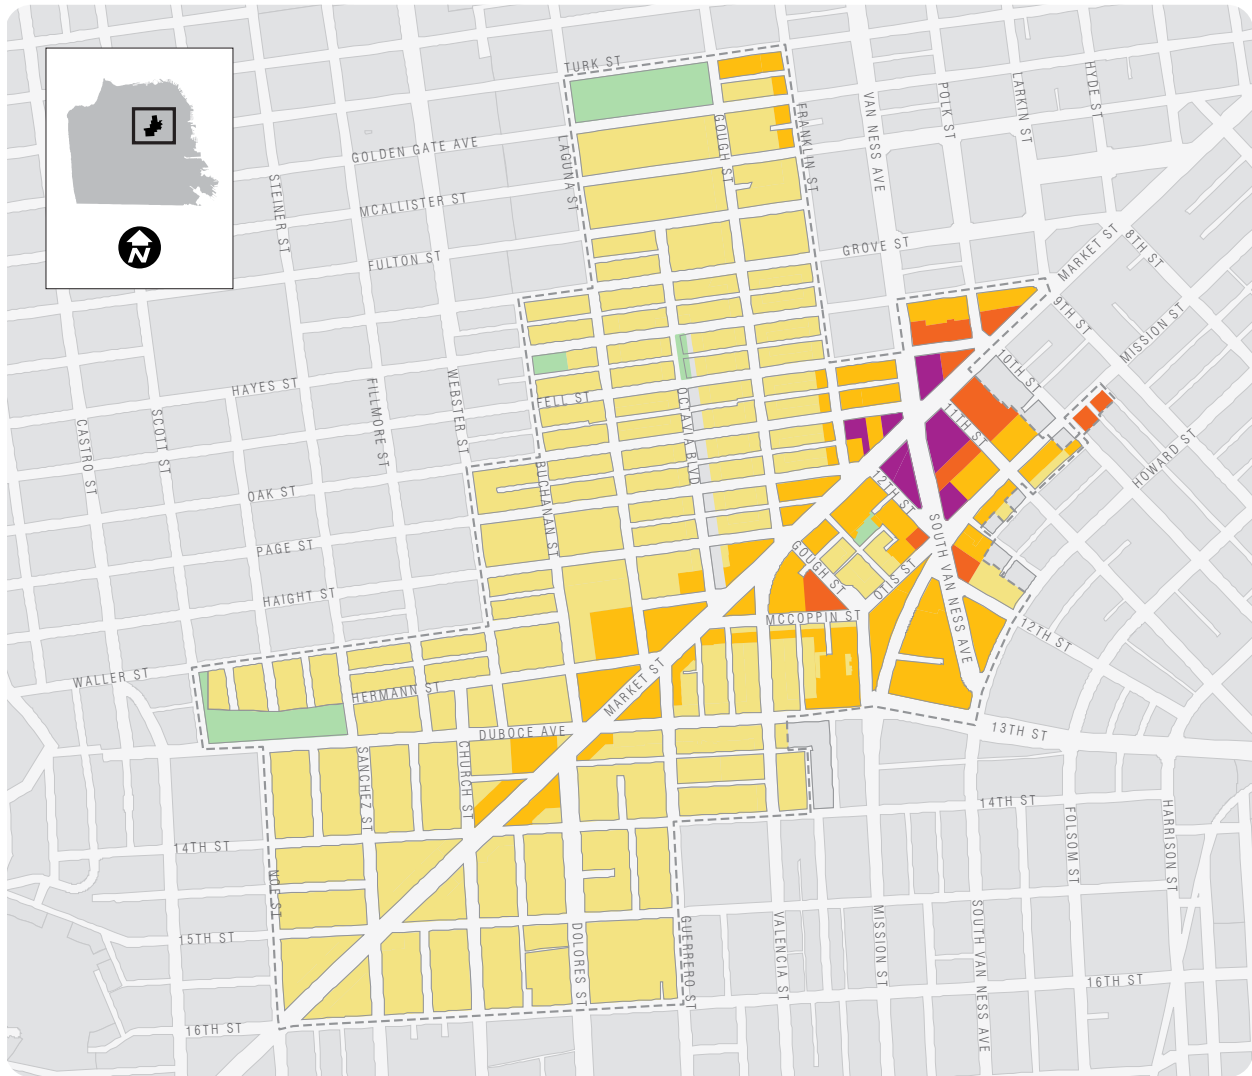 TURK ST
GOLDEN GATE AVE
MCALLISTER ST
FULTON ST
GROVE ST
STEINER ST
LAGUNA ST
GOUGH ST
FRANKLIN ST
VAN NESS AVE
POLK ST
LARKIN ST
HYDE ST
N
MARKET ST
8TH ST
9TH ST
MISSION ST
10TH ST
11TH ST
HOWARD ST
HAYES ST
FELL ST
OCTAVIA BLVD
CASTRO ST
SCOTT ST
FILLMORE ST
WEBSTER ST
BUCHANAN ST
OAK ST
PAGE ST
HAIGHT ST
12TH ST
SOUTH VAN NESS AVE
GOUGH ST
OTIS ST
MCCOPPIN ST
12TH ST
WALLER ST
HERMANN ST
MARKET ST
DUBOCE AVE
13TH ST
SANCHEZ ST
CHURCH ST
14TH ST
14TH ST
FOLSOM ST
HARRISON ST
NOE ST
15TH ST
DOLORES ST
GUERRERO ST
VALENCIA ST
MISSION ST
SOUTH VAN NESS AVE
16TH ST
16TH ST